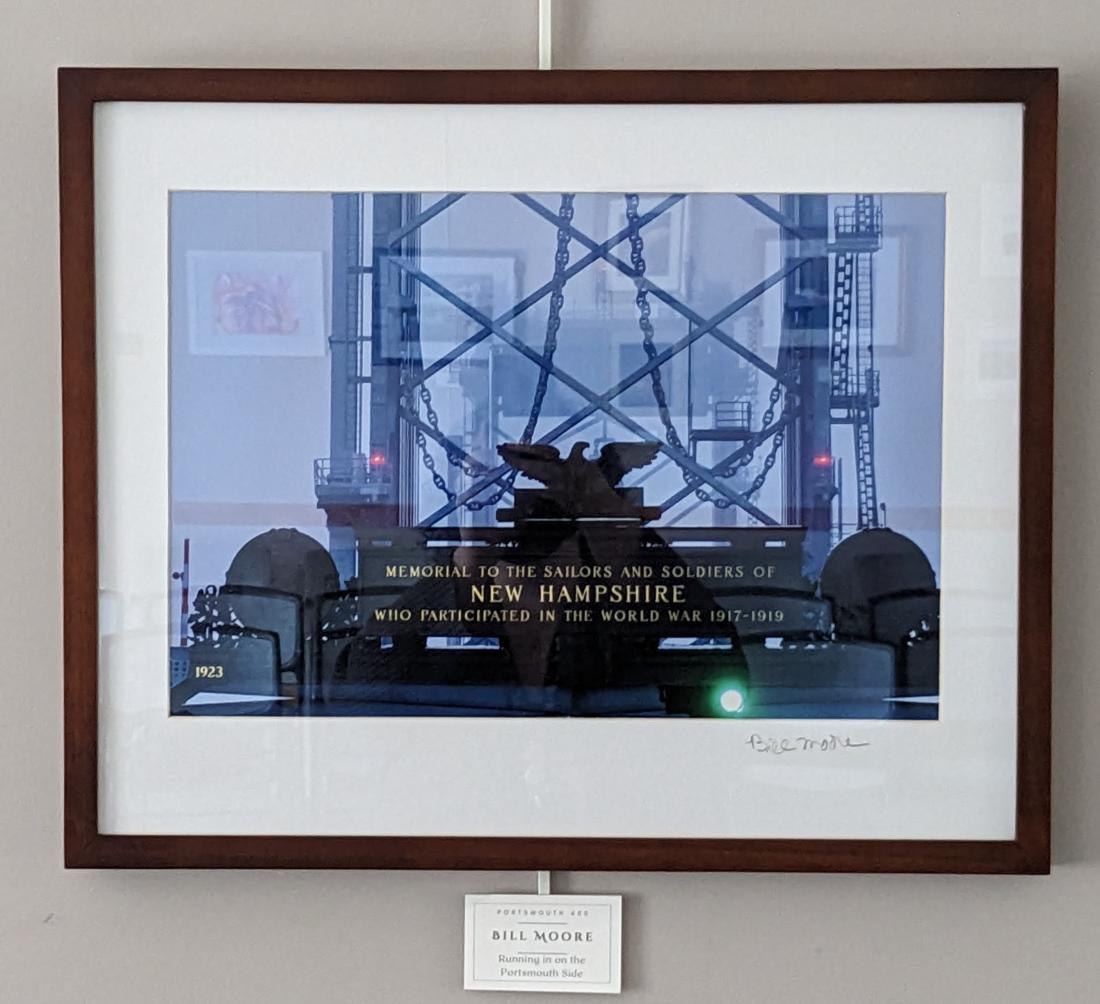 MEMORIAL TO THE SAILORS AND SOLDIERS OF
NEW HAMPSHIRE
WHO PARTICIPATED IN THE WORLD WAR 1917-1919
1923
Bill Moore
PORTSMOUTH 400
BILL MOORE
Running in on the
Portsmouth Side